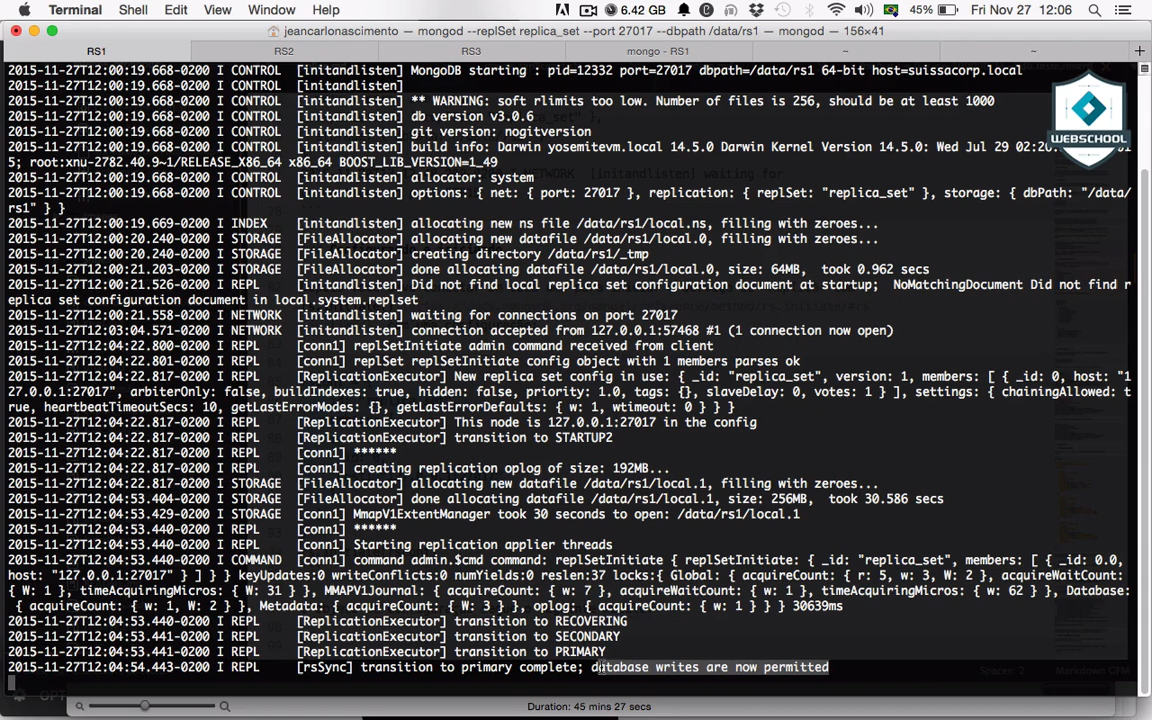 Terminal Shell Edit View Window Help 6.42 GB 45% Fri Nov 27 12:06
jeancarlonascimento — mongod --replSet replica_set --port 27017 --dbpath /data/rs1 — mongod — 156×41
RS1 RS2 RS3 mongo - RS1 ~ ~ +
2015-11-27T12:00:19.668-0200 I CONTROL [initandlisten] MongoDB starting : pid=12332 port=27017 dbpath=/data/rs1 64-bit host=suissacorp.local
2015-11-27T12:00:19.668-0200 I CONTROL [initandlisten]
2015-11-27T12:00:19.668-0200 I CONTROL [initandlisten] ** WARNING: soft rlimits too low. Number of files is 256, should be at least 1000
2015-11-27T12:00:19.668-0200 I CONTROL [initandlisten] db version v3.0.6
2015-11-27T12:00:19.668-0200 I CONTROL [initandlisten] git version: nogitversion
2015-11-27T12:00:19.668-0200 I CONTROL [initandlisten] build info: Darwin yosemitevm.local 14.5.0 Darwin Kernel Version 14.5.0: Wed Jul 29 02:
5; root:xnu-2782.40.9~1/RELEASE_X86_64 x86_64 BOOST_LIB_VERSION=1_49
2015-11-27T12:00:19.668-0200 I CONTROL [initandlisten] allocator: system
2015-11-27T12:00:19.668-0200 I CONTROL [initandlisten] options: { net: { port: 27017 }, replication: { replSet: "replica_set" }, storage: { dbPath: "/data/
rs1" } }
2015-11-27T12:00:19.669-0200 I INDEX [initandlisten] allocating new ns file /data/rs1/local.ns, filling with zeroes...
2015-11-27T12:00:20.240-0200 I STORAGE [FileAllocator] allocating new datafile /data/rs1/local.0, filling with zeroes...
2015-11-27T12:00:20.240-0200 I STORAGE [FileAllocator] creating directory /data/rs1/_tmp
2015-11-27T12:00:21.203-0200 I STORAGE [FileAllocator] done allocating datafile /data/rs1/local.0, size: 64MB, took 0.962 secs
2015-11-27T12:00:21.526-0200 I REPL [initandlisten] Did not find local replica set configuration document at startup; NoMatchingDocument Did not find r
eplica set configuration document in local.system.replset
2015-11-27T12:00:21.558-0200 I NETWORK [initandlisten] waiting for connections on port 27017
2015-11-27T12:03:04.571-0200 I NETWORK [initandlisten] connection accepted from 127.0.0.1:57468 #1 (1 connection now open)
2015-11-27T12:04:22.800-0200 I REPL [conn1] replSetInitiate admin command received from client
2015-11-27T12:04:22.801-0200 I REPL [conn1] replSet replSetInitiate config object with 1 members parses ok
2015-11-27T12:04:22.817-0200 I REPL [ReplicationExecutor] New replica set config in use: { _id: "replica_set", version: 1, members: [ { _id: 0, host: "1
27.0.0.1:27017", arbiterOnly: false, buildIndexes: true, hidden: false, priority: 1.0, tags: {}, slaveDelay: 0, votes: 1 } ], settings: { chainingAllowed: t
rue, heartbeatTimeoutSecs: 10, getLastErrorModes: {}, getLastErrorDefaults: { w: 1, wtimeout: 0 } } }
2015-11-27T12:04:22.817-0200 I REPL [ReplicationExecutor] This node is 127.0.0.1:27017 in the config
2015-11-27T12:04:22.817-0200 I REPL [ReplicationExecutor] transition to STARTUP2
2015-11-27T12:04:22.817-0200 I REPL [conn1] ******
2015-11-27T12:04:22.817-0200 I REPL [conn1] creating replication oplog of size: 192MB...
2015-11-27T12:04:22.817-0200 I STORAGE [FileAllocator] allocating new datafile /data/rs1/local.1, filling with zeroes...
2015-11-27T12:04:53.404-0200 I STORAGE [FileAllocator] done allocating datafile /data/rs1/local.1, size: 256MB, took 30.586 secs
2015-11-27T12:04:53.429-0200 I STORAGE [conn1] MmapV1ExtentManager took 30 seconds to open: /data/rs1/local.1
2015-11-27T12:04:53.440-0200 I REPL [conn1] ******
2015-11-27T12:04:53.440-0200 I REPL [conn1] Starting replication applier threads
2015-11-27T12:04:53.440-0200 I COMMAND [conn1] command admin.$cmd command: replSetInitiate { replSetInitiate: { _id: "replica_set", members: [ { _id: 0.0,
host: "127.0.0.1:27017" } ] } } keyUpdates:0 writeConflicts:0 numYields:0 reslen:37 locks:{ Global: { acquireCount: { r: 5, w: 3, W: 2 }, acquireWaitCount:
{ W: 1 }, timeAcquiringMicros: { W: 31 } }, MMAPV1Journal: { acquireCount: { w: 7 }, acquireWaitCount: { w: 1 }, timeAcquiringMicros: { w: 62 } }, Database:
{ acquireCount: { w: 1, W: 2 } }, Metadata: { acquireCount: { W: 3 } }, oplog: { acquireCount: { w: 1 } } } 30639ms
2015-11-27T12:04:53.440-0200 I REPL [ReplicationExecutor] transition to RECOVERING
2015-11-27T12:04:53.440-0200 I REPL [ReplicationExecutor] transition to SECONDARY
2015-11-27T12:04:53.441-0200 I REPL [ReplicationExecutor] transition to PRIMARY
2015-11-27T12:04:54.443-0200 I REPL [rsSync] transition to primary complete; database writes are now permitted
WEBSCHOOL
Spaces: 2 Markdown GFM
Duration: 45 mins 27 secs